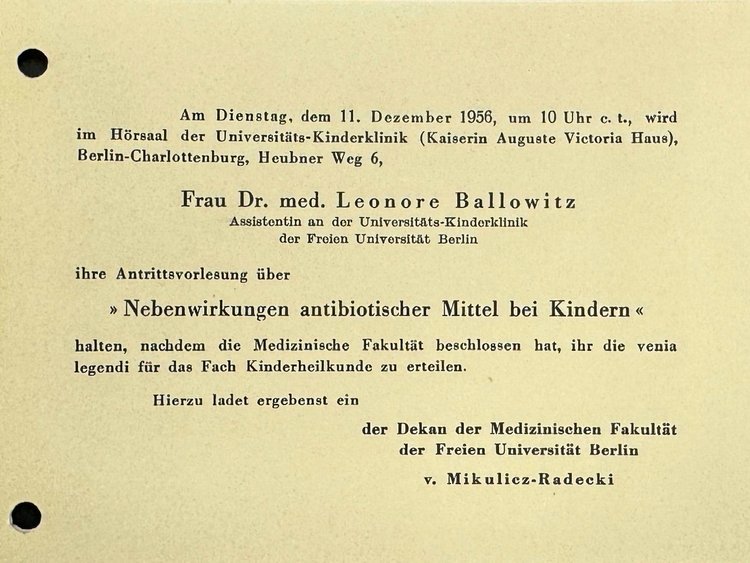 Am Dienstag, dem 11. Dezember 1956, um 10 Uhr c. t., wird
im Hörsaal der Universitäts-Kinderklinik (Kaiserin Auguste Victoria Haus),
Berlin-Charlottenburg, Heubner Weg 6,
Frau Dr. med. Leonore Ballowitz
Assistentin an der Universitäts-Kinderklinik
der Freien Universität Berlin
ihre Antrittsvorlesung über
» Nebenwirkungen antibiotischer Mittel bei Kindern «
halten, nachdem die Medizinische Fakultät beschlossen hat, ihr die venia
legendi für das Fach Kinderheilkunde zu erteilen.
Hierzu ladet ergebenst ein
der Dekan der Medizinischen Fakultät
der Freien Universität Berlin
v. Mikulicz-Radecki